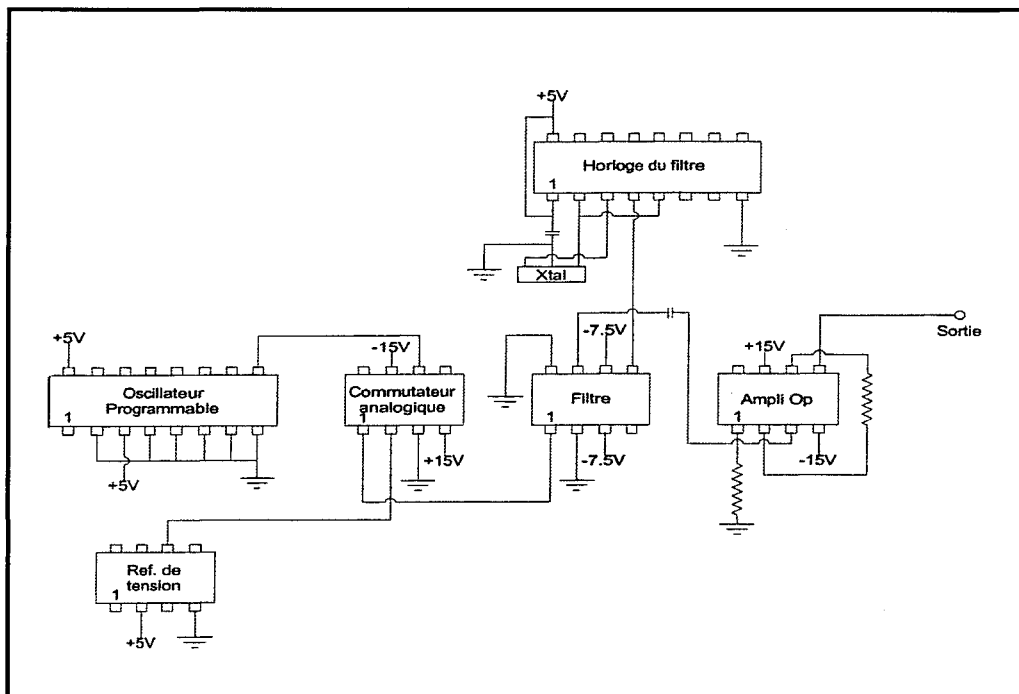 +5V
Horloge du filtre
1
Xtal
+5V
-15V
-7.5V
+15V
Sortie
Oscillateur
Programmable
1
Commutateur
analogique
1
Filtre
1
Ampli Op
1
+5V
+15V
-7.5V
-15V
Ref. de
tension
1
+5V